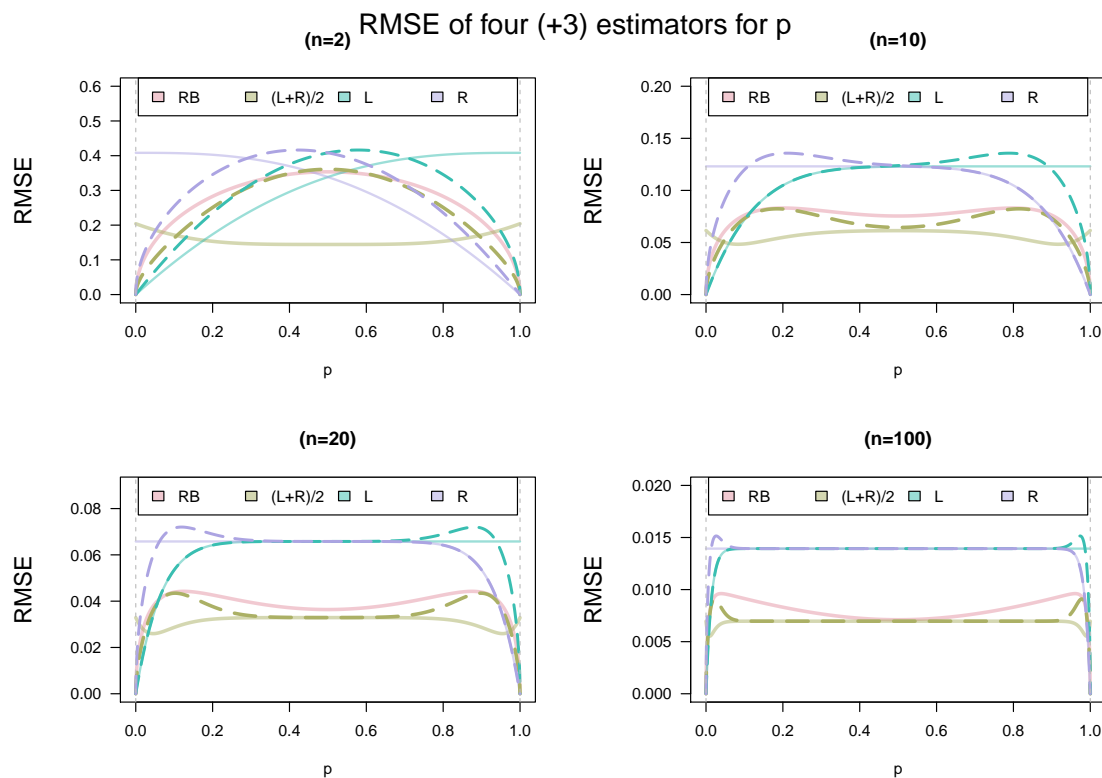 RMSE of four (+3) estimators for p
(n=2)
RMSE
0.6
0.5
0.4
0.3
0.2
0.1
0.0
RB (L+R)/2 L R
0.0 0.2 0.4 0.6 0.8 1.0
p
(n=10)
RMSE
0.20
0.15
0.10
0.05
0.00
RB (L+R)/2 L R
0.0 0.2 0.4 0.6 0.8 1.0
p
(n=20)
RMSE
0.08
0.06
0.04
0.02
0.00
RB (L+R)/2 L R
0.0 0.2 0.4 0.6 0.8 1.0
p
(n=100)
RMSE
0.020
0.015
0.010
0.005
0.000
RB (L+R)/2 L R
0.0 0.2 0.4 0.6 0.8 1.0
p